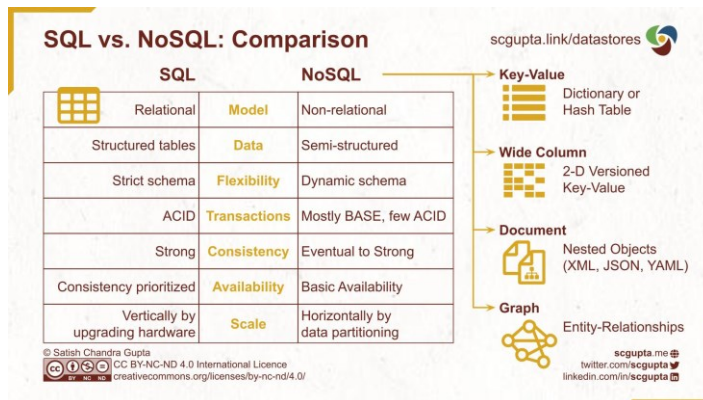 SQL vs. NoSQL: Comparison
scgupta.link/datastores
SQL
NoSQL
Relational Model Non-relational
Structured tables Data Semi-structured
Strict schema Flexibility Dynamic schema
ACID Transactions Mostly BASE, few ACID
Strong Consistency Eventual to Strong
Consistency prioritized Availability Basic Availability
Vertically by
upgrading hardware
Scale
Horizontally by
data partitioning
Key-Value
Dictionary or
Hash Table
Wide Column
2-D Versioned
Key-Value
Document
Nested Objects
(XML, JSON, YAML)
Graph
Entity-Relationships
© Satish Chandra Gupta
CC BY-NC-ND 4.0 International Licence
creativecommons.org/licenses/by-nc-nd/4.0/
cc
BY NC ND
scgupta.me
twitter.com/scgupta
linkedin.com/in/scgupta
in